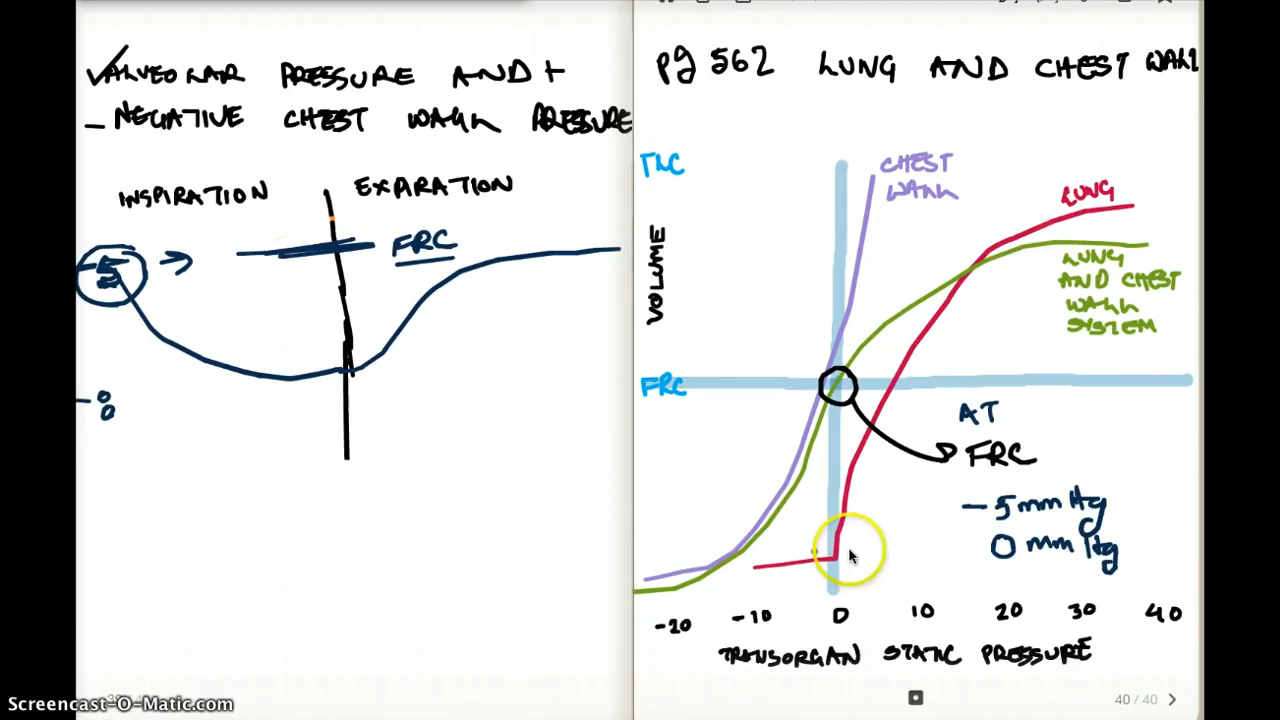 ALVEOLAR PRESSURE AND +
- NEGATIVE CHEST WALL PRESSURE
INSPIRATION
EXPIRATION
FRC
- 5
- 0
pg 562 LUNG AND CHEST WALL
TLC
VOLUME
FRC
CHEST
WALL
LUNG
LUNG
AND CHEST
WALL
SYSTEM
AT
FRC
- 5 mm Hg
0 mm Hg
-20 -10 0 10 20 30 40
TRANSORGAN STATIC PRESSURE
40 / 40
Screencast-O-Matic.com